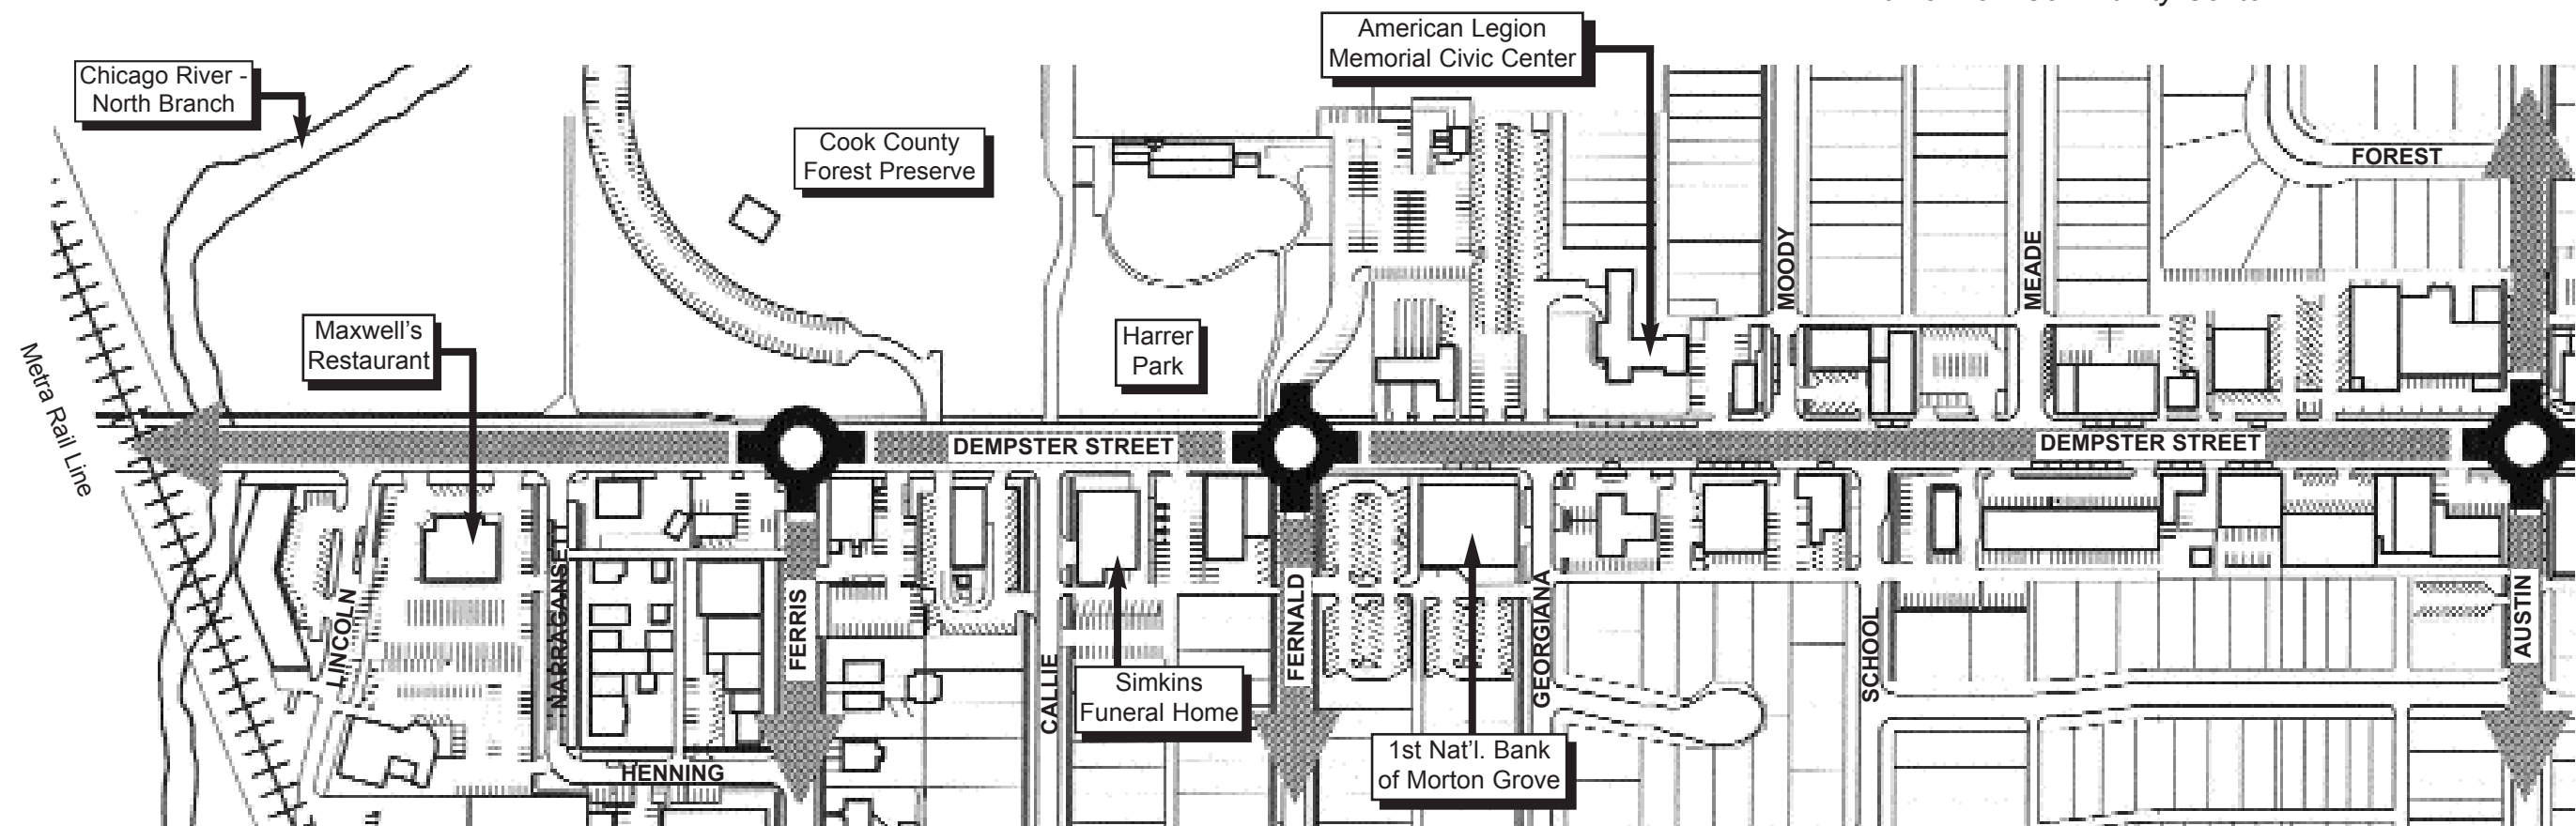 American Legion
Memorial Civic Center
Chicago River -
North Branch
Cook County
Forest Preserve
FOREST
MOODY
MEADE
Maxwell's
Restaurant
Harrer
Park
Metra Rail Line
DEMPSTER STREET
DEMPSTER STREET
LINCOLN
NARRAGANSETT
FERRIS
CALLIE
FERNALD
GEORGIANA
SCHOOL
AUSTIN
Simkins
Funeral Home
1st Nat'l. Bank
of Morton Grove
HENNING